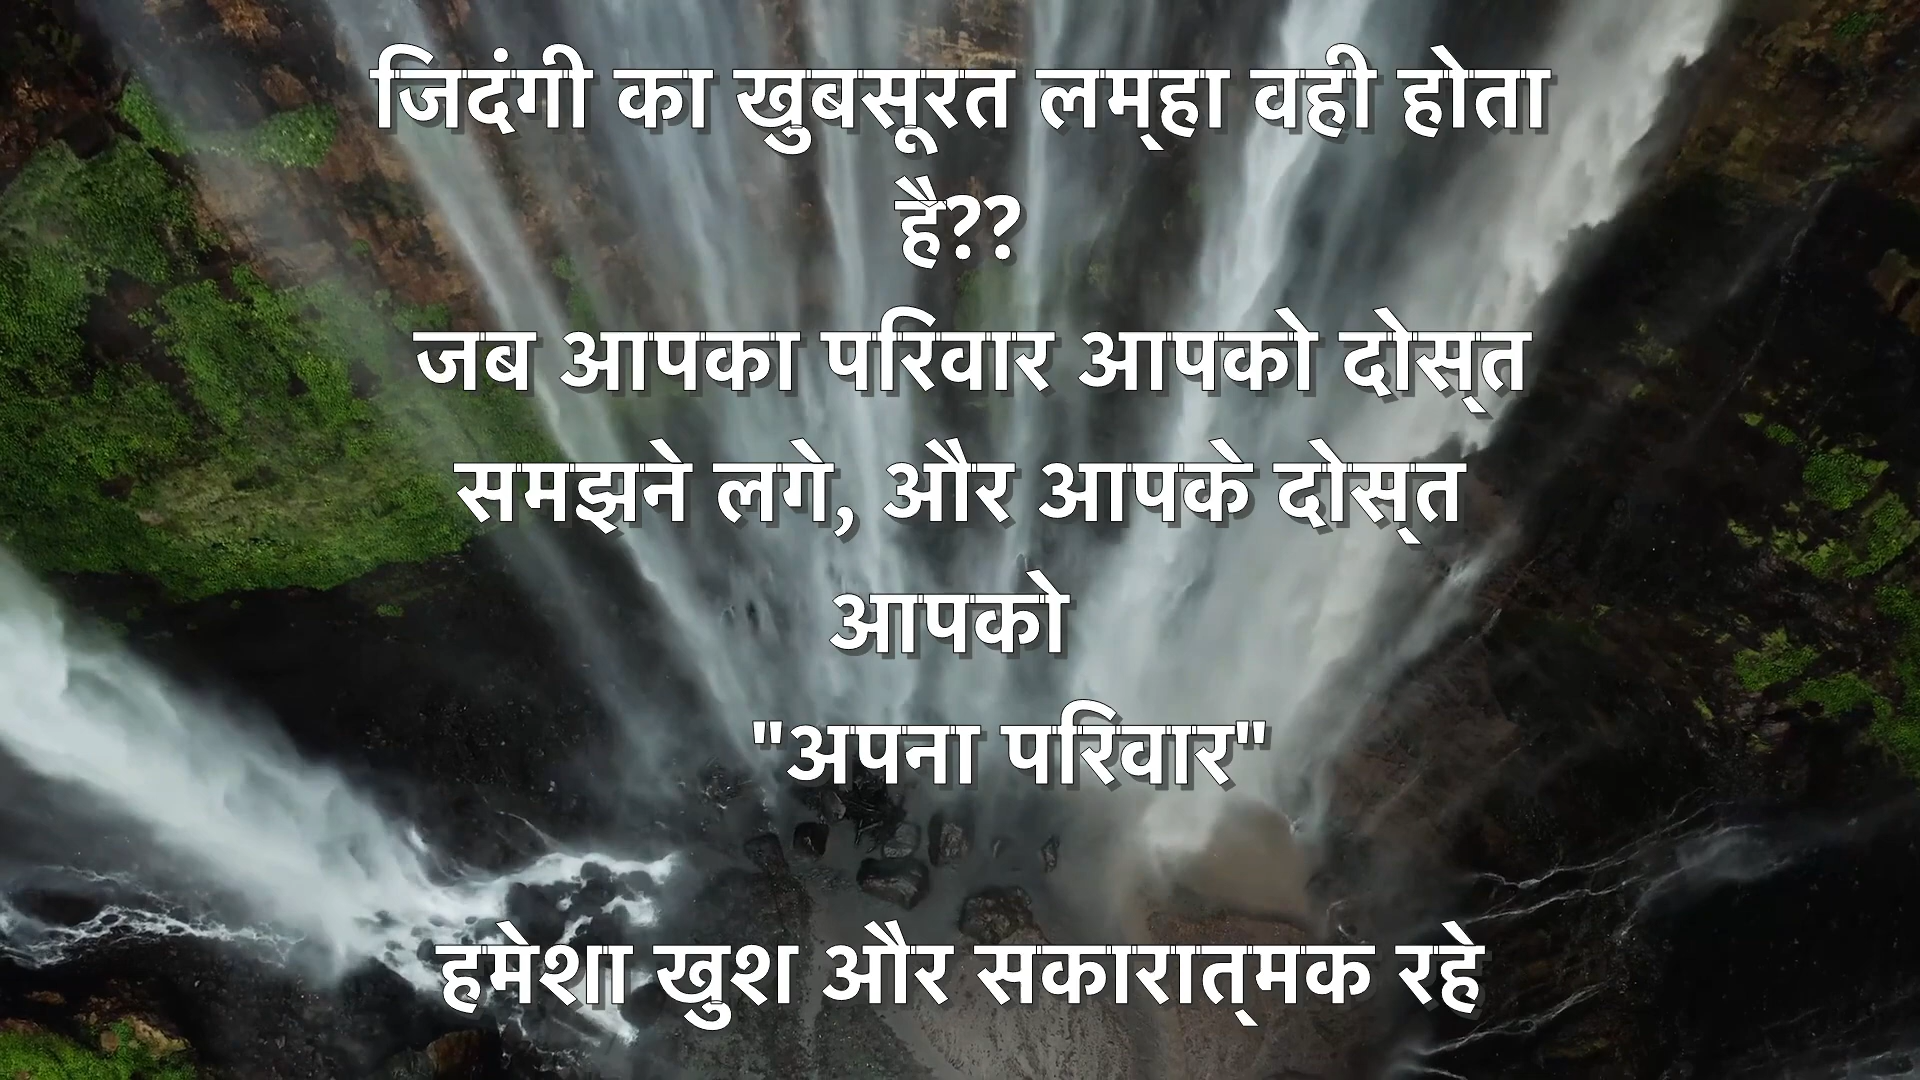 जिदंगी का खुबसूरत लम्हा वही होता
है??
जब आपका परिवार आपको दोस्त
समझने लगे, और आपके दोस्त
आपको
"अपना परिवार"
हमेशा खुश और सकारात्मक रहे